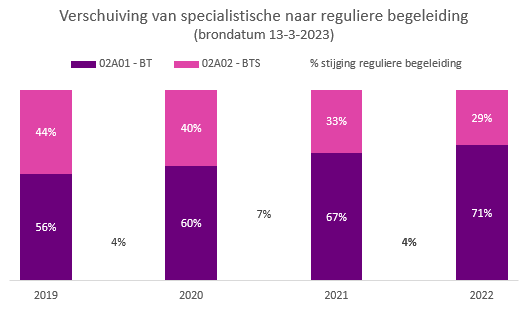 Verschuiving van specialistische naar reguliere begeleiding
(brondatum 13-3-2023)
02A01 - BT 02A02 - BTS % stijging reguliere begeleiding
44% 40% 33% 29%
56% 60% 67% 71%
4% 7% 4%
2019 2020 2021 2022